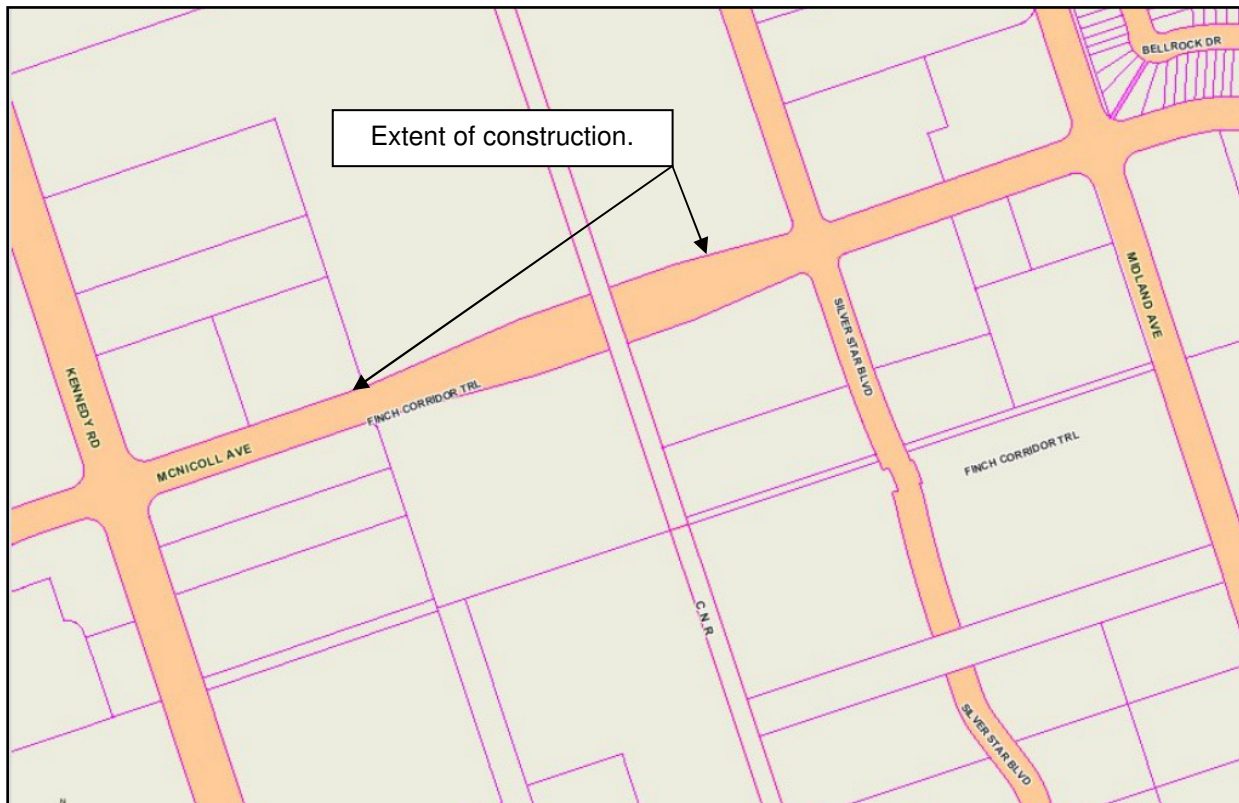 BELLROCK DR
Extent of construction.
MIDLAND AVE
SILVER STAR BLVD
KENNEDY RD
FINCH CORRIDOR TRL
MCNICOLL AVE
FINCH CORRIDOR TRL
C.N.R
SILVER STAR BLVD
N